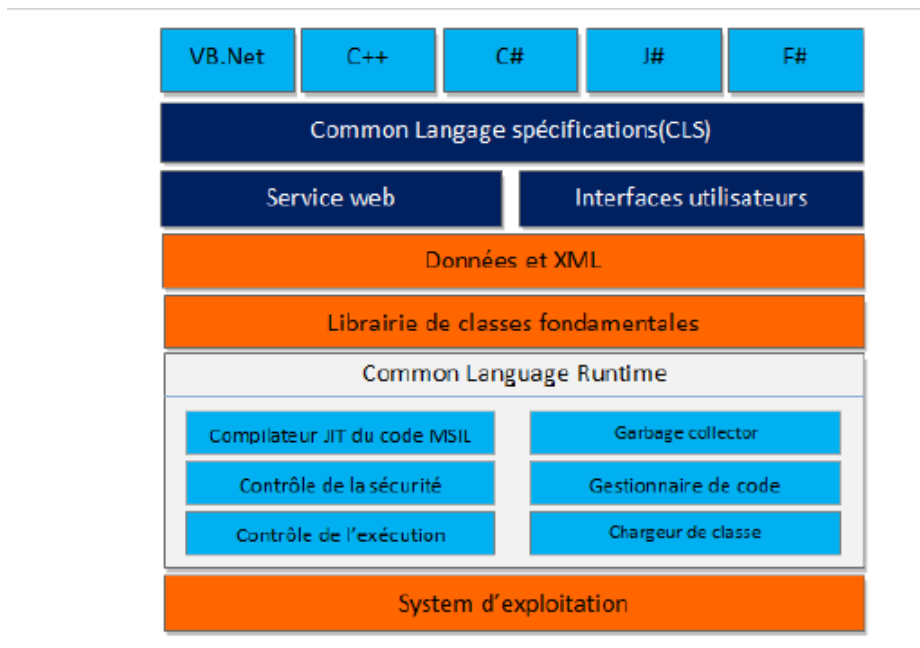 VB.Net
C++
C#
J#
F#
Common Langage spécifications(CLS)
Service web
Interfaces utilisateurs
Données et XML
Librairie de classes fondamentales
Common Language Runtime
Compilateur JIT du code MSIL
Garbage collector
Contrôle de la sécurité
Gestionnaire de code
Contrôle de l'exécution
Chargeur de classe
System d'exploitation